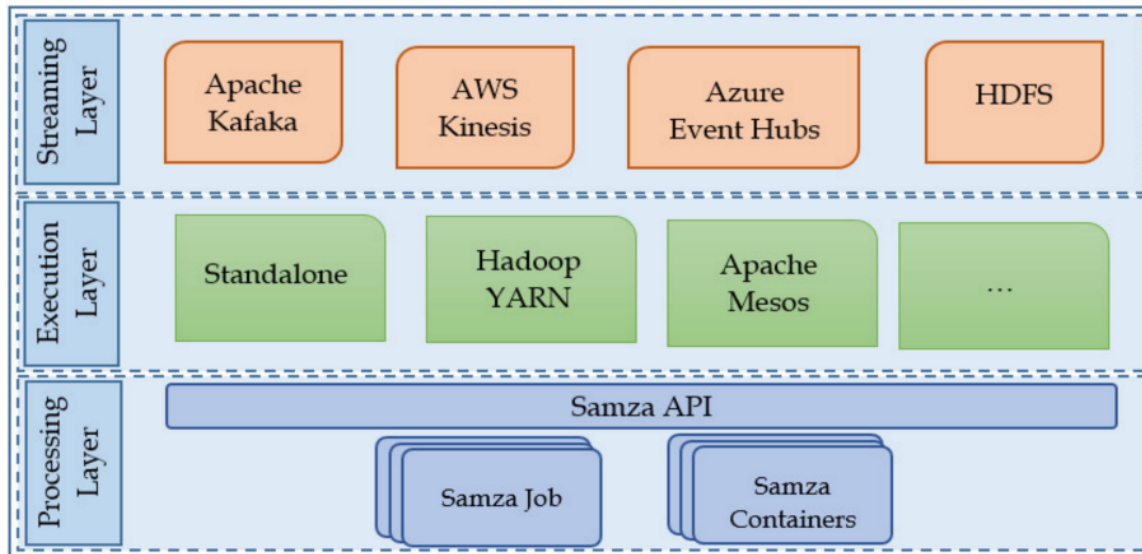 Streaming
Layer
Apache
Kafaka
AWS
Kinesis
Azure
Event Hubs
HDFS
Execution
Layer
Standalone
Hadoop
YARN
Apache
Mesos
...
Processing
Layer
Samza API
Samza Job
Samza
Containers